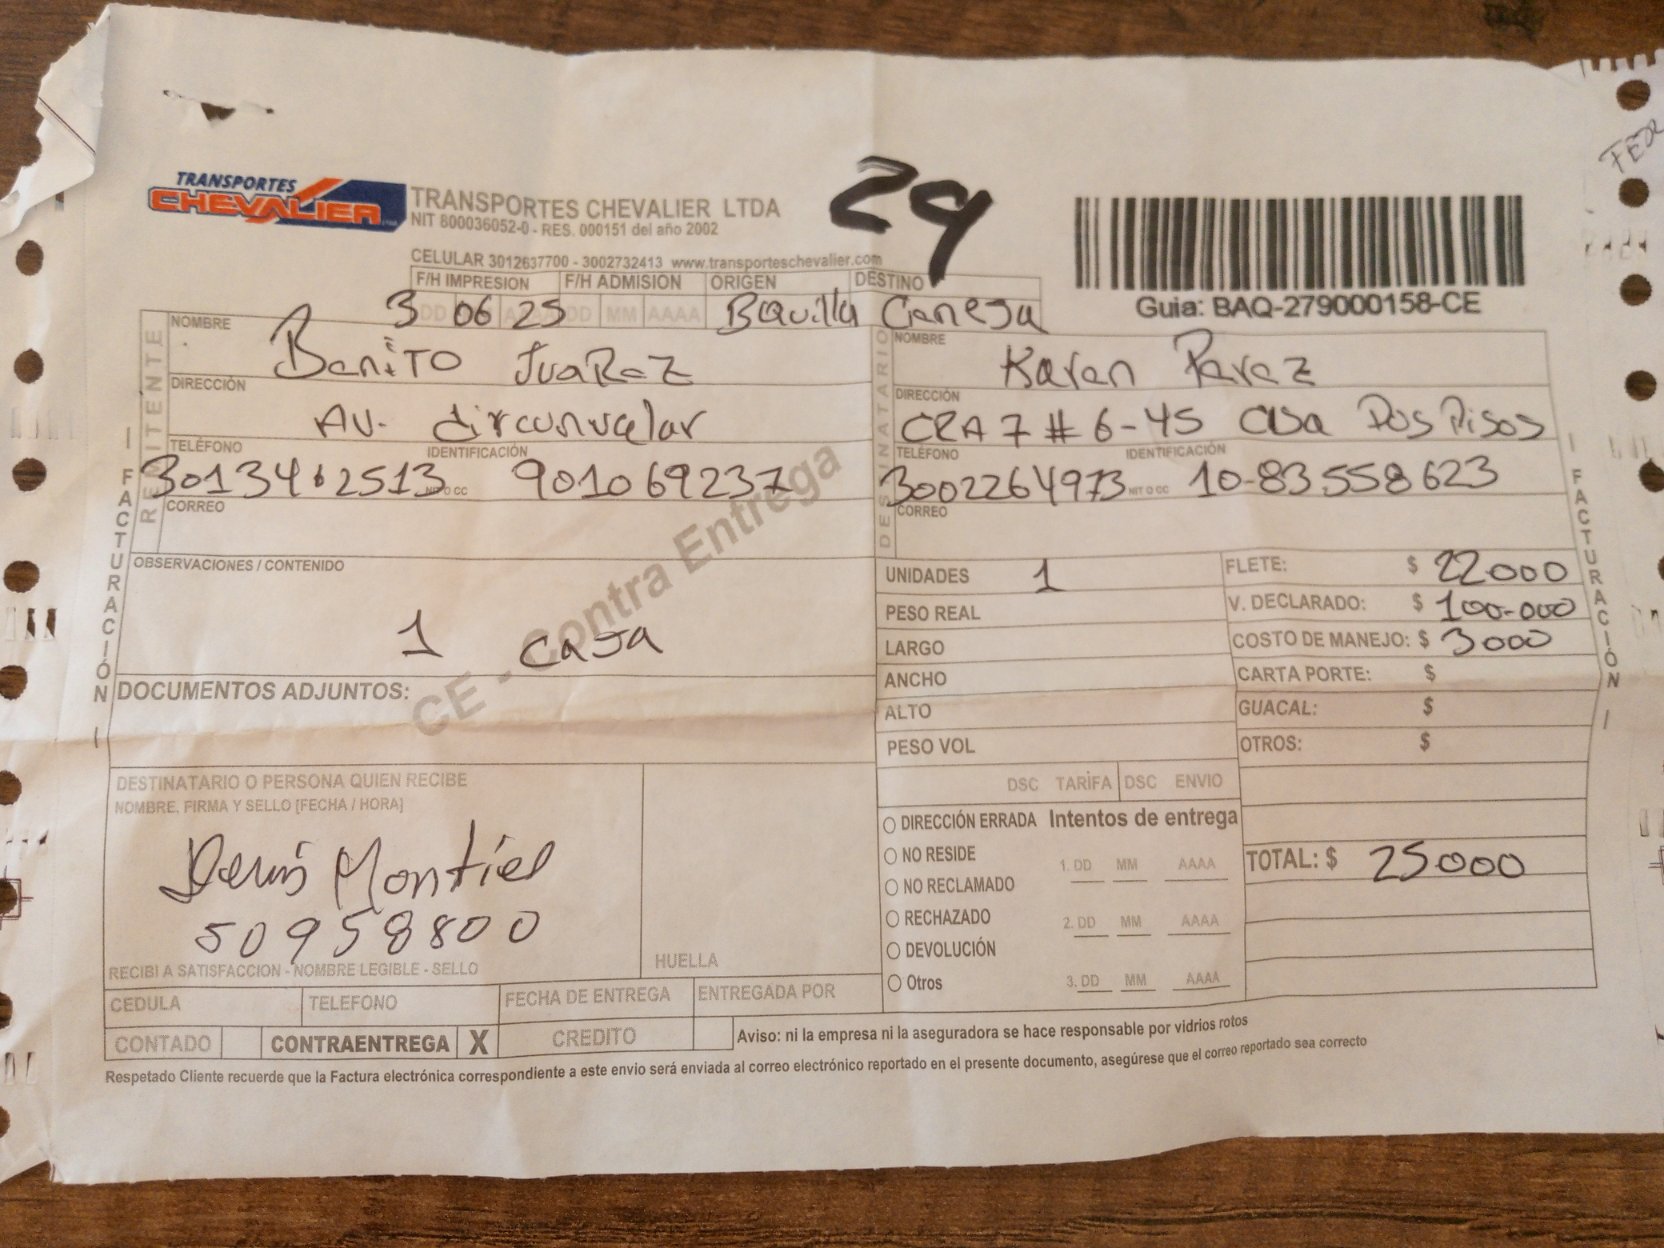 TRANSPORTES
CHEVALIER
TRANSPORTES CHEVALIER LTDA
NIT 800036052-0 - RES. 000151 del año 2002
CELULAR 3012637700 - 3002732413 www.transporteschevalier.com
29
Guia: BAQ-279000158-CE
F/H IMPRESION F/H ADMISION ORIGEN DESTINO
3 06 25 DD MM AAAA BQuilla Cienega
REMITENTE
NOMBRE
Benito Juarez
DIRECCIÓN
Av. circunvalar
TELÉFONO IDENTIFICACIÓN
3013462513 NIT O CC 901069237
CORREO
DESTINATARIO
NOMBRE
Karen Perez
DIRECCIÓN
CRA 7 # 6-45 casa Dos Pisos
TELÉFONO IDENTIFICACIÓN
3002264973 NIT O CC 10-83558623
CORREO
| FACTURACIÓN |
| FACTURACIÓN |
OBSERVACIONES / CONTENIDO
1 caja
CE - Contra Entrega
DOCUMENTOS ADJUNTOS:
UNIDADES 1
PESO REAL
LARGO
ANCHO
ALTO
PESO VOL
FLETE: $ 22000
V. DECLARADO: $ 100-000
COSTO DE MANEJO: $ 3000
CARTA PORTE: $
GUACAL: $
OTROS: $
DSC TARIFA DSC ENVIO
DESTINATARIO O PERSONA QUIEN RECIBE
NOMBRE, FIRMA Y SELLO [FECHA / HORA]
Denis Montiel
50958800
RECIBI A SATISFACCION - NOMBRE LEGIBLE - SELLO
HUELLA
DIRECCIÓN ERRADA Intentos de entrega
NO RESIDE 1. DD MM AAAA
NO RECLAMADO
RECHAZADO 2. DD MM AAAA
DEVOLUCIÓN
Otros 3. DD MM AAAA
TOTAL: $ 25000
CEDULA TELEFONO FECHA DE ENTREGA ENTREGADA POR
CONTADO CONTRAENTREGA X CREDITO
Aviso: ni la empresa ni la aseguradora se hace responsable por vidrios rotos
Respetado Cliente recuerde que la Factura electrónica correspondiente a este envio será enviada al correo electrónico reportado en el presente documento, asegúrese que el correo reportado sea correcto